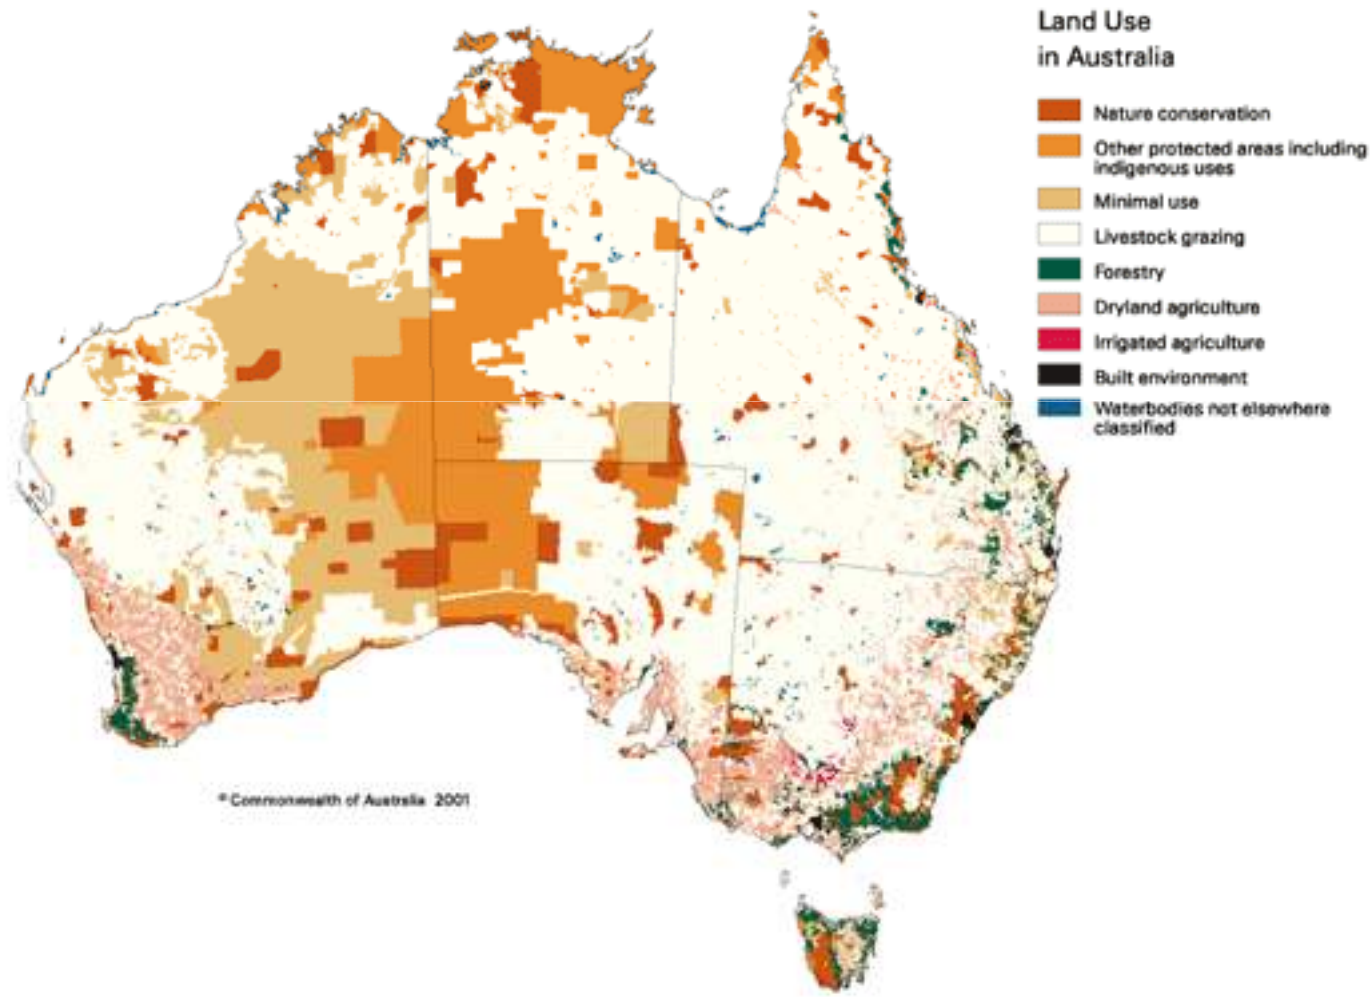 Land Use
in Australia
Nature conservation
Other protected areas including
indigenous uses
Minimal use
Livestock grazing
Forestry
Dryland agriculture
Irrigated agriculture
Built environment
Waterbodies not elsewhere
classified
© Commonwealth of Australia 2001